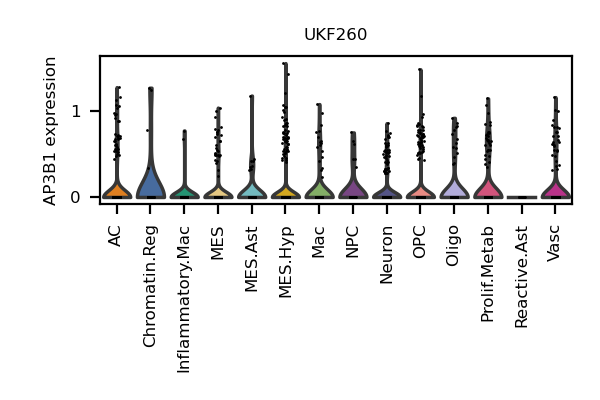 UKF260
AP3B1 expression
1
0
AC
Chromatin.Reg
Inflammatory.Mac
MES
MES.Ast
MES.Hyp
Mac
NPC
Neuron
OPC
Oligo
Prolif.Metab
Reactive.Ast
Vasc